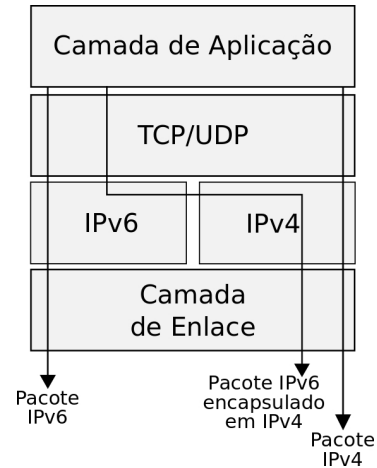 Camada de Aplicação
TCP/UDP
IPv6
IPv4
Camada
de Enlace
Pacote
IPv6
Pacote IPv6
encapsulado
em IPv4
Pacote
IPv4